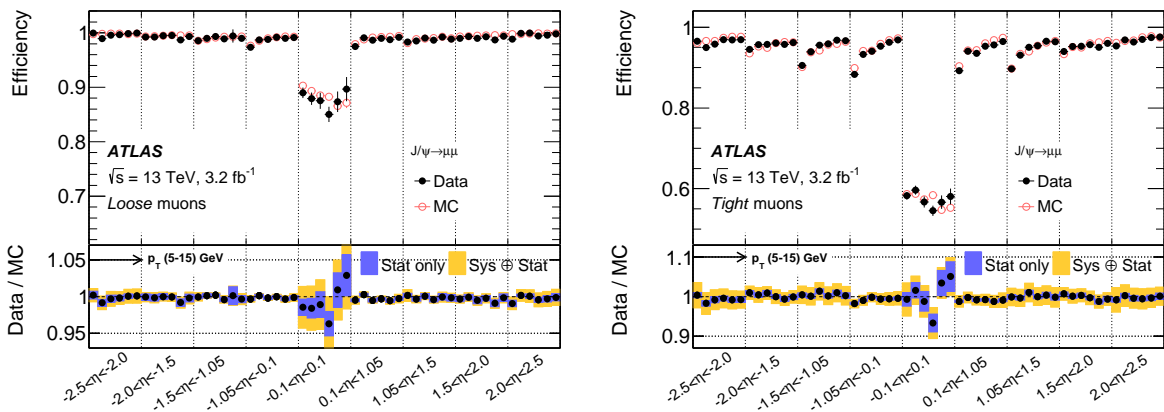 Efficiency
1
0.9
0.8
0.7
ATLAS
√s = 13 TeV, 3.2 fb-1
Loose muons
J/ψ→μμ
Data
MC
Data / MC
1.05
1.00
0.95
pT (5-15) GeV
Stat only
Sys ⊕ Stat
-2.5<η<-2.0
-2.0<η<-1.5
-1.5<η<-1.05
-1.05<η<-0.1
-0.1<η<0.1
0.1<η<1.05
1.05<η<1.5
1.5<η<2.0
2.0<η<2.5
Efficiency
1
0.9
0.8
0.7
0.6
ATLAS
√s = 13 TeV, 3.2 fb-1
Tight muons
J/ψ→μμ
Data
MC
Data / MC
1.1
1
0.9
pT (5-15) GeV
Stat only
Sys ⊕ Stat
-2.5<η<-2.0
-2.0<η<-1.5
-1.5<η<-1.05
-1.05<η<-0.1
-0.1<η<0.1
0.1<η<1.05
1.05<η<1.5
1.5<η<2.0
2.0<η<2.5